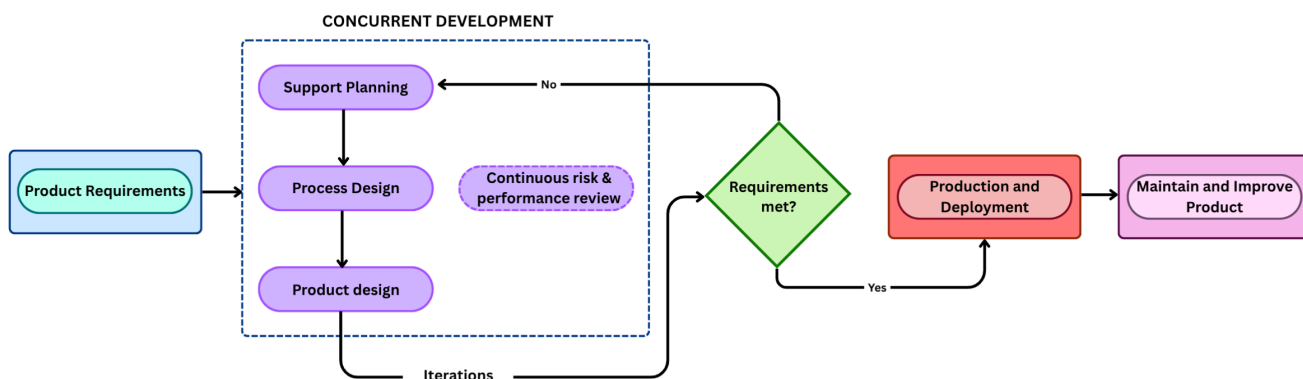 CONCURRENT DEVELOPMENT
Support Planning
No
Product Requirements
Process Design
Continuous risk &
performance review
Requirements
met?
Production and
Deployment
Maintain and Improve
Product
Product design
Yes
Iterations